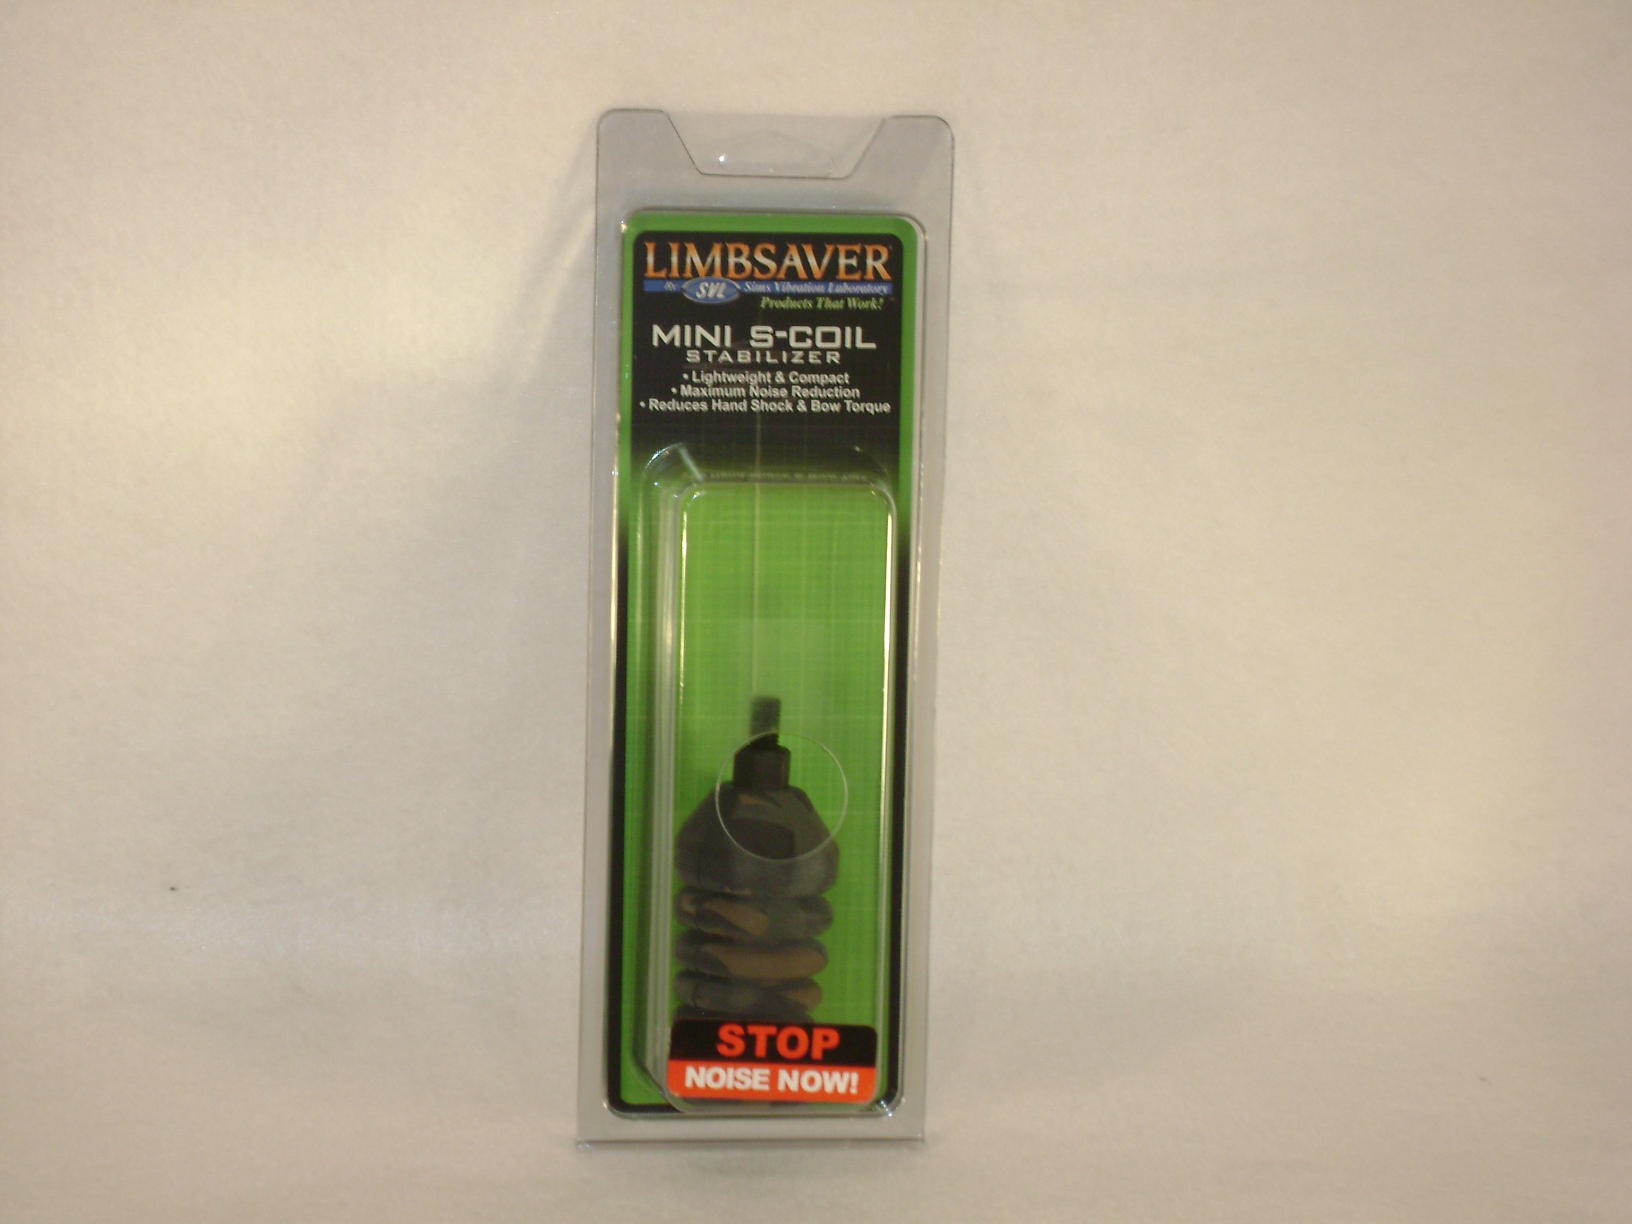 LIMBSAVER
By SVL Sims Vibration Laboratory
Products That Work!
MINI S-COIL
STABILIZER
• Lightweight & Compact
• Maximum Noise Reduction
• Reduces Hand Shock & Bow Torque
STOP
NOISE NOW!